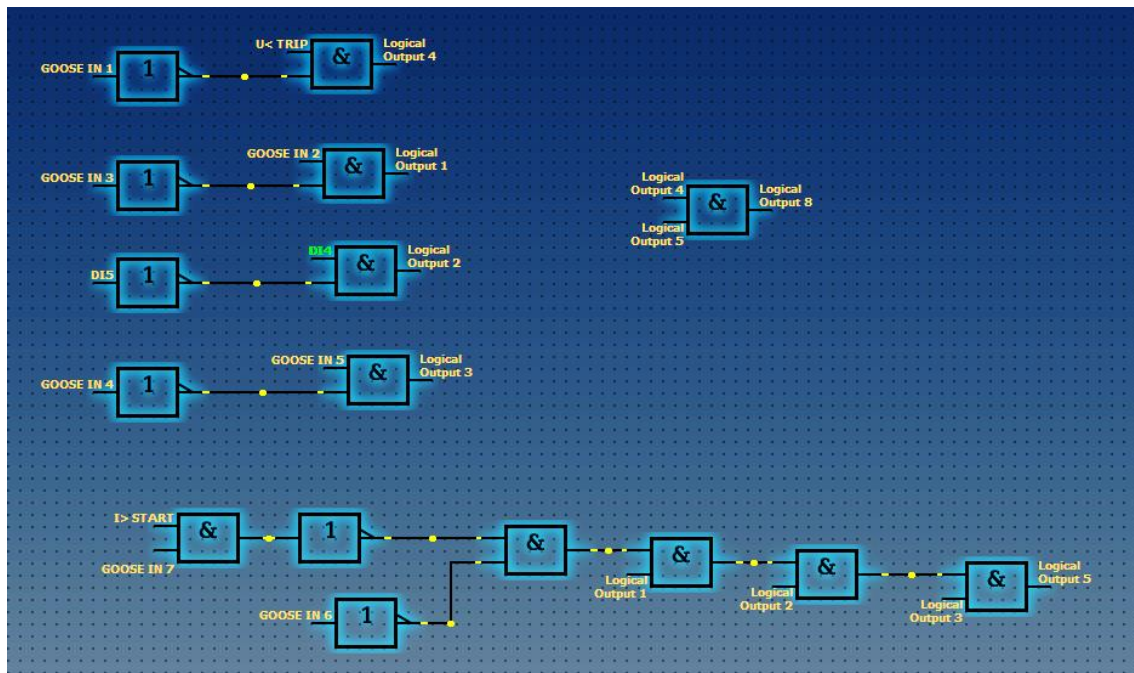 U< TRIP
&
Logical
Output 4
GOOSE IN 1
1
GOOSE IN 2
&
Logical
Output 1
GOOSE IN 3
1
Logical
Output 4
&
Logical
Output 8
Logical
Output 5
DI4
&
Logical
Output 2
DI5
1
GOOSE IN 5
&
Logical
Output 3
GOOSE IN 4
1
I> START
&
1
GOOSE IN 7
&
&
Logical
Output 1
&
Logical
Output 2
&
Logical
Output 5
Logical
Output 3
GOOSE IN 6
1